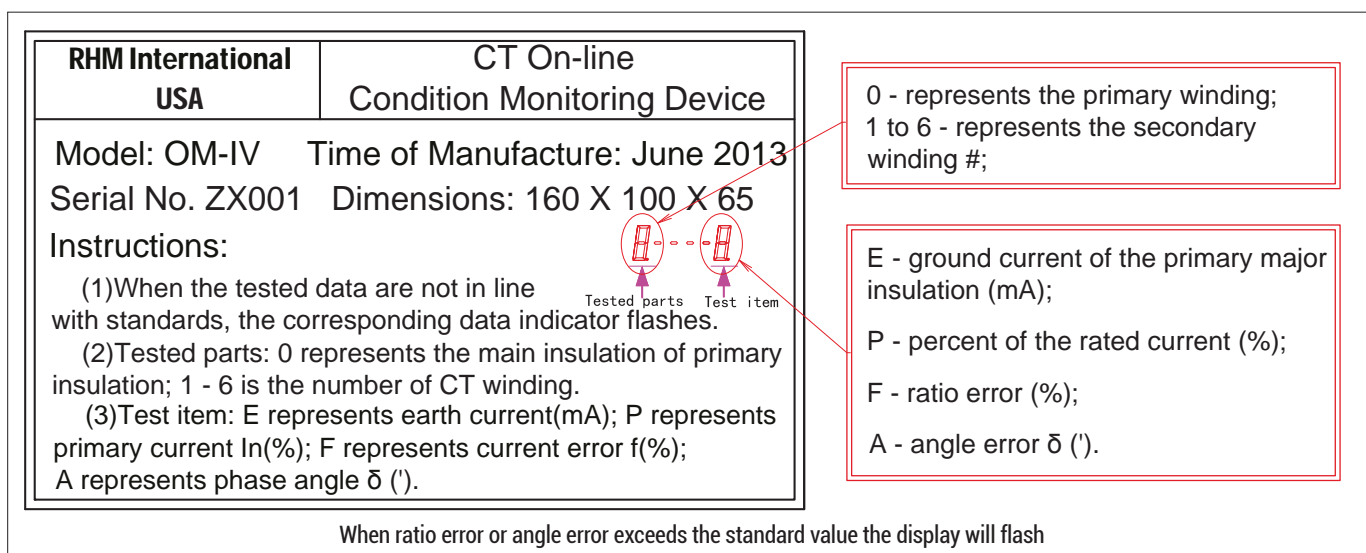 RHM International
USA
CT On-line
Condition Monitoring Device
Model: OM-IV Time of Manufacture: June 2013
Serial No. ZX001 Dimensions: 160 X 100 X 65
Instructions:
Tested parts Test item
(1)When the tested data are not in line
with standards, the corresponding data indicator flashes.
(2)Tested parts: 0 represents the main insulation of primary
insulation; 1 - 6 is the number of CT winding.
(3)Test item: E represents earth current(mA); P represents
primary current In(%); F represents current error f(%);
A represents phase angle δ (').
0 - represents the primary winding;
1 to 6 - represents the secondary
winding #;
E - ground current of the primary major
insulation (mA);
P - percent of the rated current (%);
F - ratio error (%);
A - angle error δ (').
When ratio error or angle error exceeds the standard value the display will flash